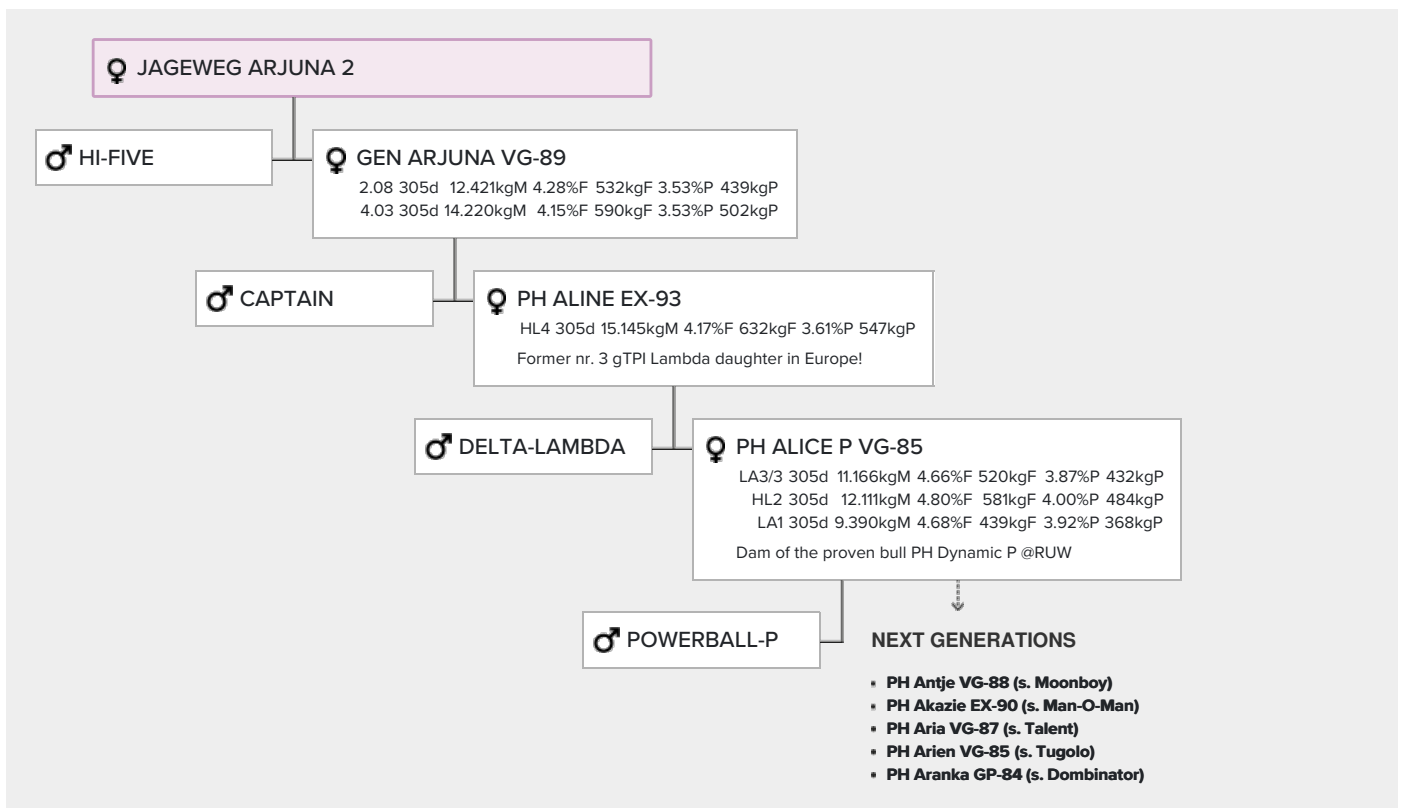 JAGEWEG ARJUNA 2
HI-FIVE
GEN ARJUNA VG-89
2.08 305d 12.421kgM 4.28%F 532kgF 3.53%P 439kgP
4.03 305d 14.220kgM 4.15%F 590kgF 3.53%P 502kgP
CAPTAIN
PH ALINE EX-93
HL4 305d 15.145kgM 4.17%F 632kgF 3.61%P 547kgP
Former nr. 3 gTPI Lambda daughter in Europe!
DELTA-LAMBDA
PH ALICE P VG-85
LA3/3 305d 11.166kgM 4.66%F 520kgF 3.87%P 432kgP
HL2 305d 12.111kgM 4.80%F 581kgF 4.00%P 484kgP
LA1 305d 9.390kgM 4.68%F 439kgF 3.92%P 368kgP
Dam of the proven bull PH Dynamic P @RUW
POWERBALL-P
NEXT GENERATIONS
PH Antje VG-88 (s. Moonboy)
PH Akazie EX-90 (s. Man-O-Man)
PH Aria VG-87 (s. Talent)
PH Arien VG-85 (s. Tugolo)
PH Aranka GP-84 (s. Dombinator)